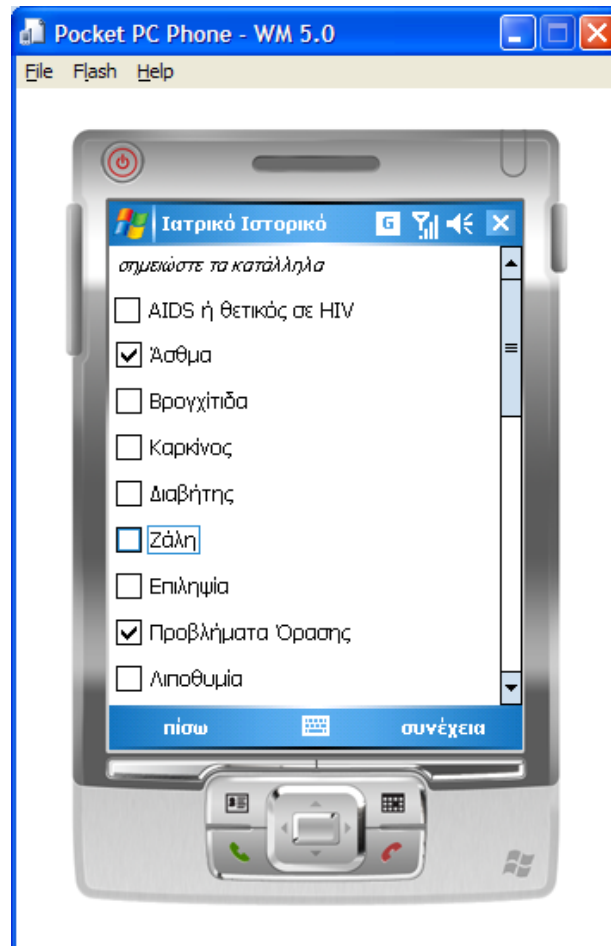 Pocket PC Phone - WM 5.0
File Flash Help
Ιατρικό Ιστορικό G
σημειώστε τα κατάλληλα
AIDS ή θετικός σε HIV
Άσθμα
Βρογχίτιδα
Καρκίνος
Διαβήτης
Ζάλη
Επιληψία
Προβλήματα Όρασης
Λιποθυμία
πίσω συνέχεια